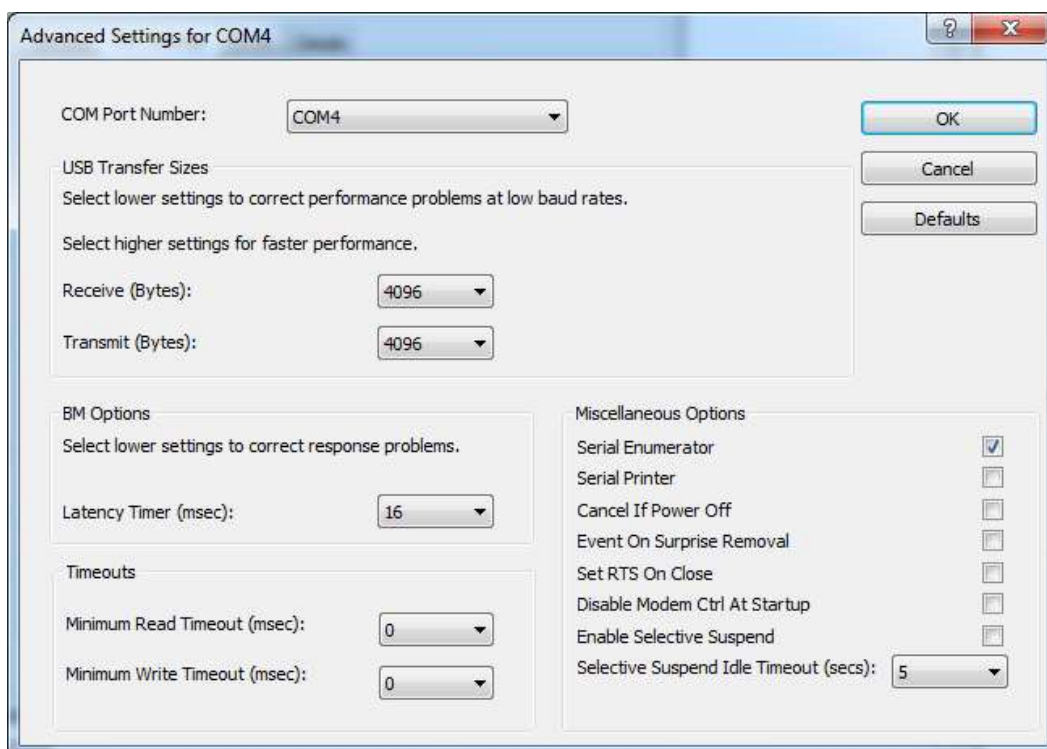 Advanced Settings for COM4
COM Port Number: COM4
OK
USB Transfer Sizes
Cancel
Select lower settings to correct performance problems at low baud rates.
Defaults
Select higher settings for faster performance.
Receive (Bytes): 4096
Transmit (Bytes): 4096
BM Options
Select lower settings to correct response problems.
Latency Timer (msec): 16
Timeouts
Minimum Read Timeout (msec): 0
Minimum Write Timeout (msec): 0
Miscellaneous Options
Serial Enumerator
Serial Printer
Cancel If Power Off
Event On Surprise Removal
Set RTS On Close
Disable Modem Ctrl At Startup
Enable Selective Suspend
Selective Suspend Idle Timeout (secs): 5